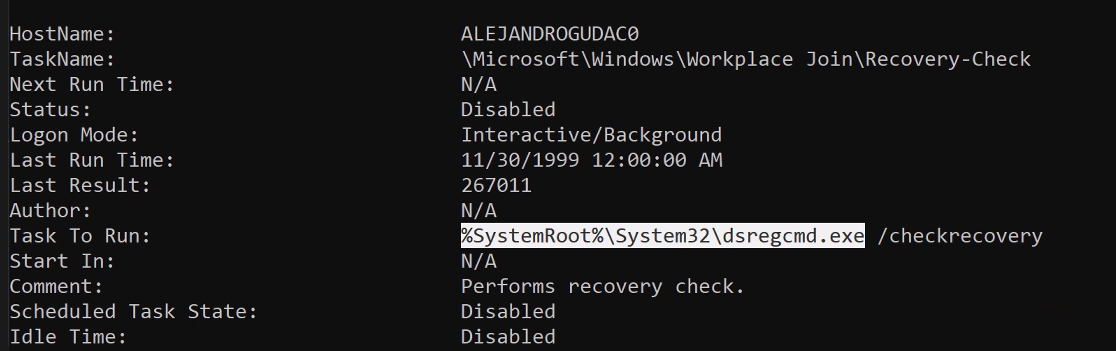 HostName: ALEJANDROGUDAC0
TaskName: \Microsoft\Windows\Workplace Join\Recovery-Check
Next Run Time: N/A
Status: Disabled
Logon Mode: Interactive/Background
Last Run Time: 11/30/1999 12:00:00 AM
Last Result: 267011
Author: N/A
Task To Run: %SystemRoot%\System32\dsregcmd.exe /checkrecovery
Start In: N/A
Comment: Performs recovery check.
Scheduled Task State: Disabled
Idle Time: Disabled